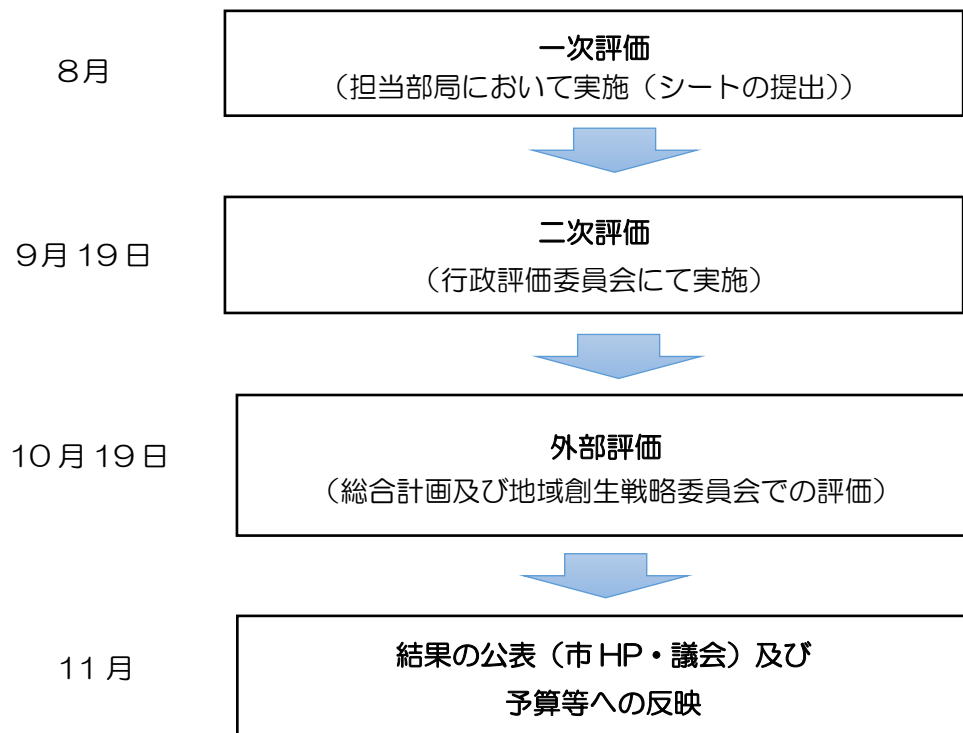 8月
一次評価
（担当部局において実施（シートの提出））
9月19日
二次評価
（行政評価委員会にて実施）
10月19日
外部評価
（総合計画及び地域創生戦略委員会での評価）
11月
結果の公表（市HP・議会）及び
予算等への反映